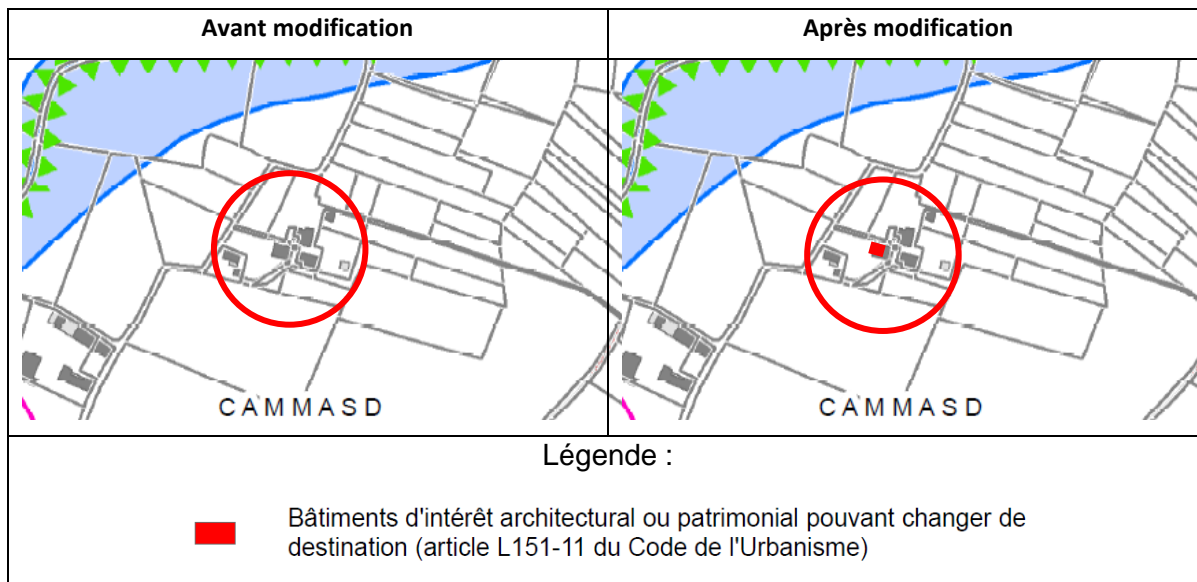 Avant modification
Après modification
CAMMASD
CAMMASD
Légende :
Bâtiments d'intérêt architectural ou patrimonial pouvant changer de
destination (article L151-11 du Code de l'Urbanisme)